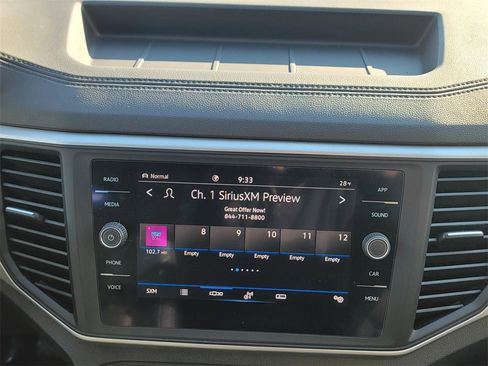 Normal 9:33 28°F
RADIO APP
Ch. 1 SiriusXM Preview
Great Offer Now!
MEDIA 844-711-8800 SOUND
8 9 10 11 12
102.7 Empty Empty Empty Empty Empty
PHONE CAR
VOICE SXM MENU